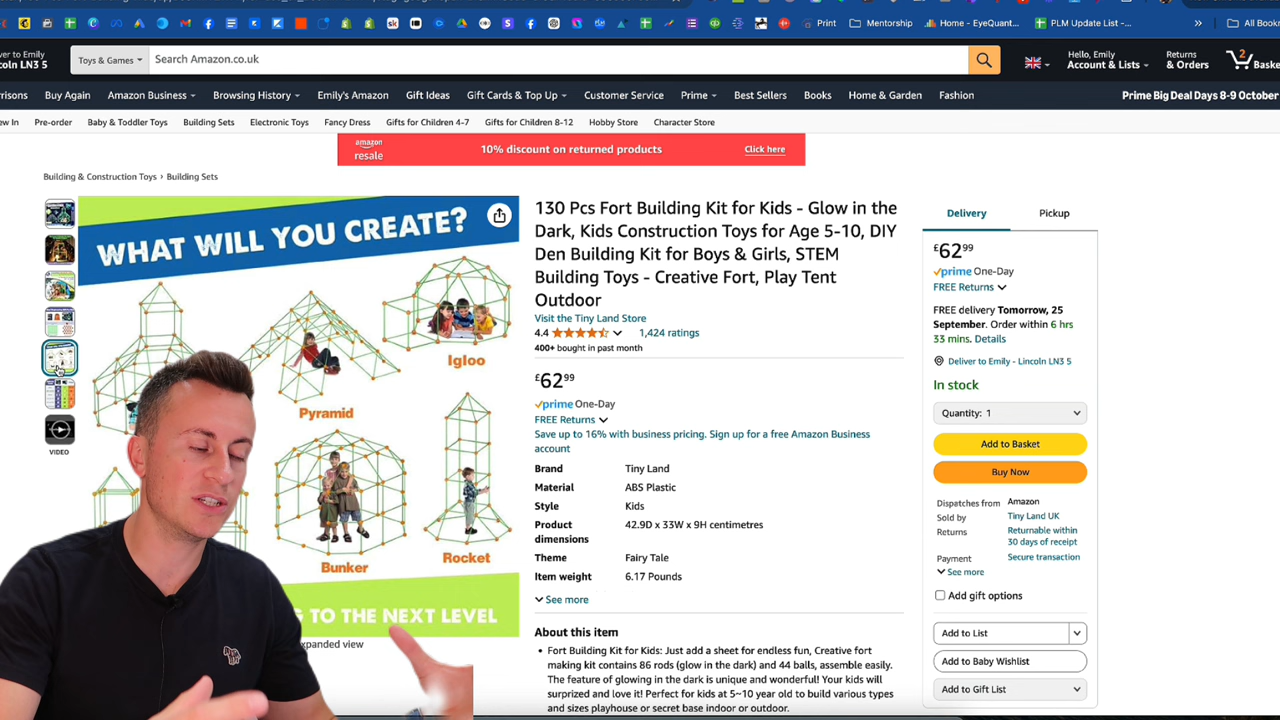 Print
Mentorship
Home - EyeQuant...
PLM Update List -...
»
All Bookr
ver to Emily
ncoln LN3 5
Toys & Games
Search Amazon.co.uk
Hello, Emily
Account & Lists
Returns
& Orders
2
Baske
rrisons
Buy Again
Amazon Business
Browsing History
Emily's Amazon
Gift Ideas
Gift Cards & Top Up
Customer Service
Prime
Best Sellers
Books
Home & Garden
Fashion
Prime Big Deal Days 8-9 October
ew In
Pre-order
Baby & Toddler Toys
Building Sets
Electronic Toys
Fancy Dress
Gifts for Children 4-7
Gifts for Children 8-12
Hobby Store
Character Store
amazon
resale
10% discount on returned products
Click here
Building & Construction Toys › Building Sets
WHAT WILL YOU CREATE?
Igloo
Pyramid
Bunker
Rocket
G TO THE NEXT LEVEL
VIDEO
xpanded view
130 Pcs Fort Building Kit for Kids - Glow in the
Dark, Kids Construction Toys for Age 5-10, DIY
Den Building Kit for Boys & Girls, STEM
Building Toys - Creative Fort, Play Tent
Outdoor
Visit the Tiny Land Store
4.4
1,424 ratings
400+ bought in past month
£62⁹⁹
prime One-Day
FREE Returns
Save up to 16% with business pricing. Sign up for a free Amazon Business
account
Brand Tiny Land
Material ABS Plastic
Style Kids
Product 42.9D x 33W x 9H centimetres
dimensions
Theme Fairy Tale
Item weight 6.17 Pounds
See more
About this item
• Fort Building Kit for Kids: Just add a sheet for endless fun, Creative fort
making kit contains 86 rods (glow in the dark) and 44 balls, assemble easily.
The feature of glowing in the dark is unique and wonderful! Your kids will
surprized and love it! Perfect for kids at 5~10 year old to build various types
and sizes playhouse or secret base indoor or outdoor.
Delivery
Pickup
£62⁹⁹
prime One-Day
FREE Returns
FREE delivery Tomorrow, 25
September. Order within 6 hrs
33 mins. Details
Deliver to Emily - Lincoln LN3 5
In stock
Quantity: 1
Add to Basket
Buy Now
Dispatches from Amazon
Sold by Tiny Land UK
Returns Returnable within
30 days of receipt
Payment Secure transaction
See more
Add gift options
Add to List
Add to Baby Wishlist
Add to Gift List